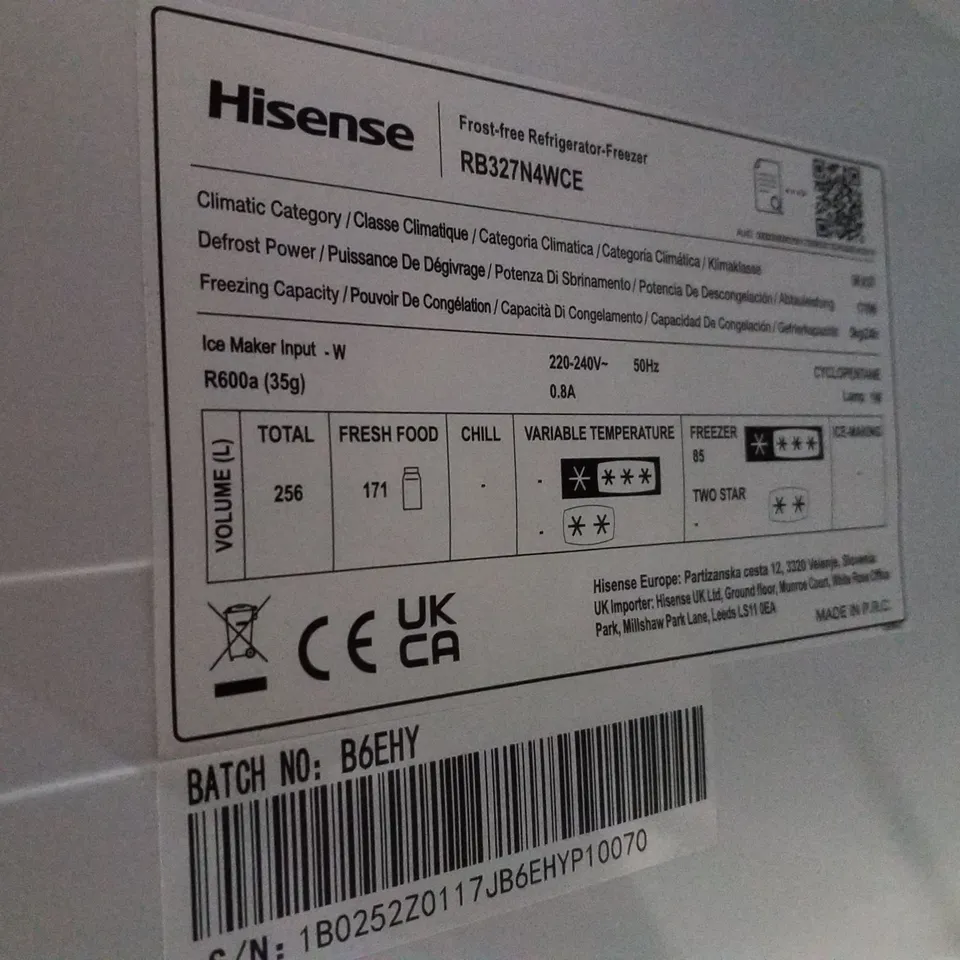 Hisense
Frost-free Refrigerator-Freezer
RB327N4WCE
Climatic Category / Classe Climatique / Categoria Climatica / Categoría Climática / Klimaklasse
Defrost Power / Puissance De Dégivrage / Potenza Di Sbrinamento / Potencia De Descongelación / Abtauleistung
Freezing Capacity / Pouvoir De Congélation / Capacità Di Congelamento / Capacidad De Congelación / Gefrierkapazität
Ice Maker Input - W
220-240V~ 50Hz
CYCLOPENTANE
R600a (35g)
0.8A
Lamp
VOLUME (L)
TOTAL
256
FRESH FOOD
171
CHILL
-
VARIABLE TEMPERATURE
-
-
FREEZER
85
TWO STAR
-
ICE-MAKING
-
Hisense Europe: Partizanska cesta 12, 3320 Velenje, Slovenia
UK Importer: Hisense UK Ltd, Ground floor, Munroe Court, White Rose Office
Park, Millshaw Park Lane, Leeds LS11 0EA
MADE IN P.R.C.
CE
UK
CA
BATCH NO: B6EHY
S/N: 1B0252Z0117JB6EHYP10070